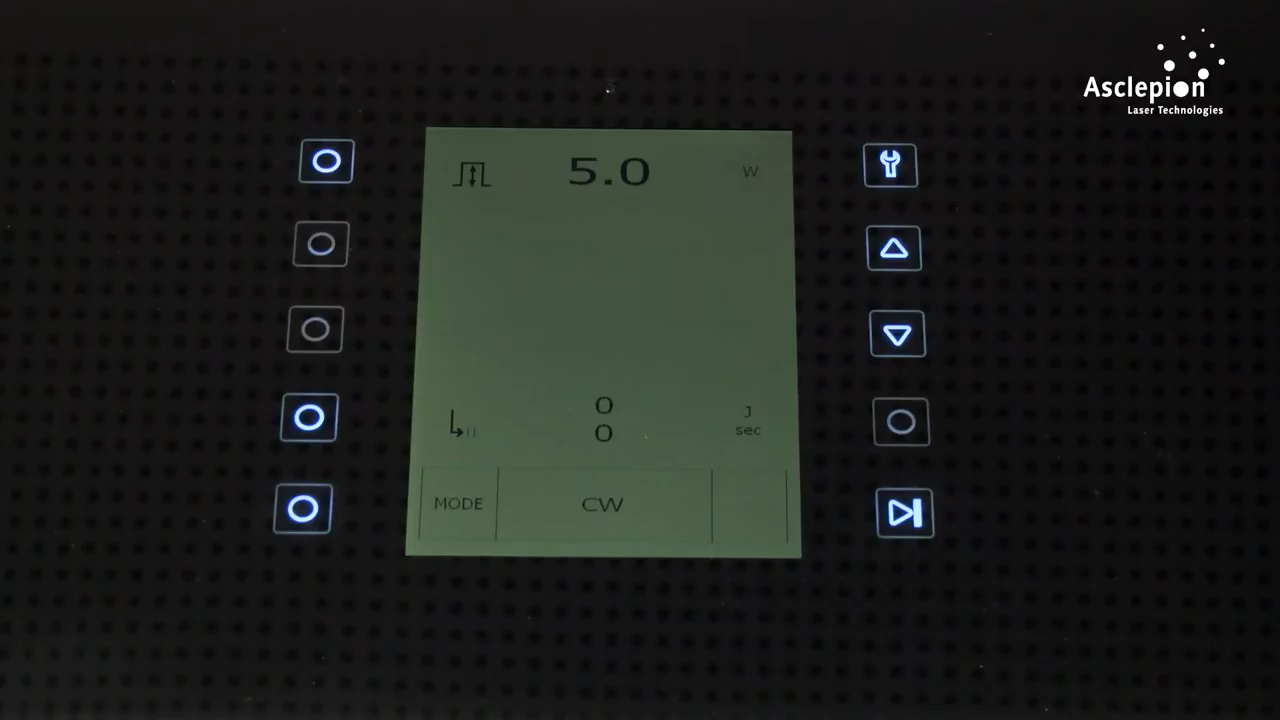 Asclepion
Laser Technologies
5.0 W
0 J
0 sec
MODE CW